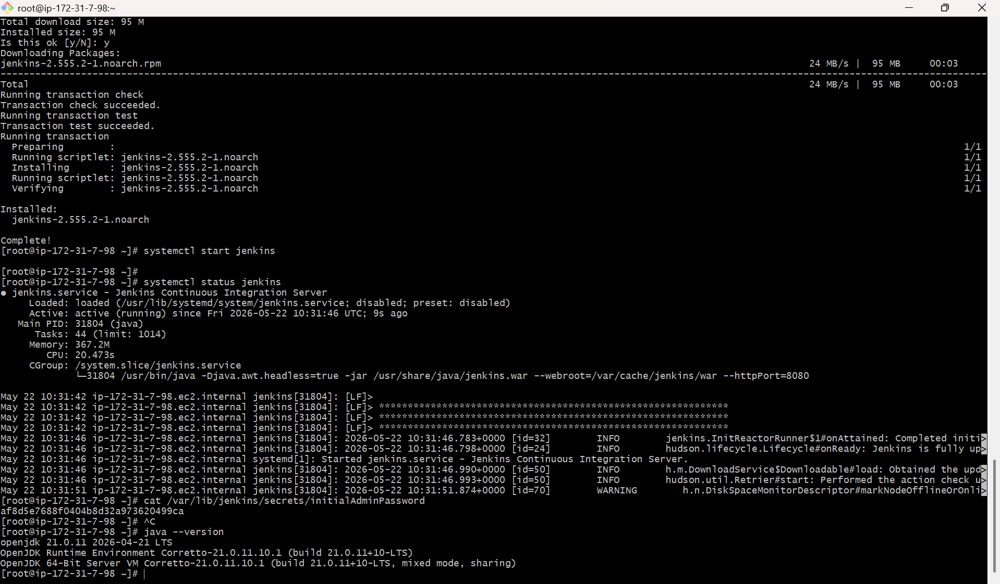 root@ip-172-31-7-98:~
Total download size: 95 M
Installed size: 95 M
Is this ok [y/N]: y
Downloading Packages:
jenkins-2.555.2-1.noarch.rpm 24 MB/s | 95 MB 00:03
--------------------------------------------------------------------------------------------------------------------------------------------
Total 24 MB/s | 95 MB 00:03
Running transaction check
Transaction check succeeded.
Running transaction test
Transaction test succeeded.
Running transaction
  Preparing        : 1/1
  Running scriptlet: jenkins-2.555.2-1.noarch 1/1
  Installing       : jenkins-2.555.2-1.noarch 1/1
  Running scriptlet: jenkins-2.555.2-1.noarch 1/1
  Verifying        : jenkins-2.555.2-1.noarch 1/1
Installed:
  jenkins-2.555.2-1.noarch
Complete!
[root@ip-172-31-7-98 ~]# systemctl start jenkins
[root@ip-172-31-7-98 ~]#
[root@ip-172-31-7-98 ~]# systemctl status jenkins
● jenkins.service - Jenkins Continuous Integration Server
     Loaded: loaded (/usr/lib/systemd/system/jenkins.service; disabled; preset: disabled)
     Active: active (running) since Fri 2026-05-22 10:31:46 UTC; 9s ago
   Main PID: 31804 (java)
      Tasks: 44 (limit: 1014)
     Memory: 367.2M
        CPU: 20.473s
     CGroup: /system.slice/jenkins.service
             └─31804 /usr/bin/java -Djava.awt.headless=true -jar /usr/share/java/jenkins.war --webroot=/var/cache/jenkins/war --httpPort=8080
May 22 10:31:42 ip-172-31-7-98.ec2.internal jenkins[31804]: [LF]>
May 22 10:31:42 ip-172-31-7-98.ec2.internal jenkins[31804]: [LF]> *************************************************************
May 22 10:31:42 ip-172-31-7-98.ec2.internal jenkins[31804]: [LF]> *************************************************************
May 22 10:31:42 ip-172-31-7-98.ec2.internal jenkins[31804]: [LF]> *************************************************************
May 22 10:31:46 ip-172-31-7-98.ec2.internal jenkins[31804]: 2026-05-22 10:31:46.783+0000 [id=32]        INFO        jenkins.InitReactorRunner$1#onAttained: Completed initi>
May 22 10:31:46 ip-172-31-7-98.ec2.internal jenkins[31804]: 2026-05-22 10:31:46.798+0000 [id=24]        INFO        hudson.lifecycle.Lifecycle#onReady: Jenkins is fully up>
May 22 10:31:46 ip-172-31-7-98.ec2.internal systemd[1]: Started jenkins.service - Jenkins Continuous Integration Server.
May 22 10:31:46 ip-172-31-7-98.ec2.internal jenkins[31804]: 2026-05-22 10:31:46.990+0000 [id=50]        INFO        h.m.DownloadService$Downloadable#load: Obtained the upd>
May 22 10:31:46 ip-172-31-7-98.ec2.internal jenkins[31804]: 2026-05-22 10:31:46.993+0000 [id=50]        INFO        hudson.util.Retrier#start: Performed the action check u>
May 22 10:31:51 ip-172-31-7-98.ec2.internal jenkins[31804]: 2026-05-22 10:31:51.874+0000 [id=70]        WARNING        h.n.DiskSpaceMonitorDescriptor#markNodeOfflineOrOnli>
[root@ip-172-31-7-98 ~]# cat /var/lib/jenkins/secrets/initialAdminPassword
af8d5e7688f0404b8d32a973620499ca
[root@ip-172-31-7-98 ~]# ^C
[root@ip-172-31-7-98 ~]# java --version
openjdk 21.0.11 2026-04-21 LTS
OpenJDK Runtime Environment Corretto-21.0.11.10.1 (build 21.0.11+10-LTS)
OpenJDK 64-Bit Server VM Corretto-21.0.11.10.1 (build 21.0.11+10-LTS, mixed mode, sharing)
[root@ip-172-31-7-98 ~]#